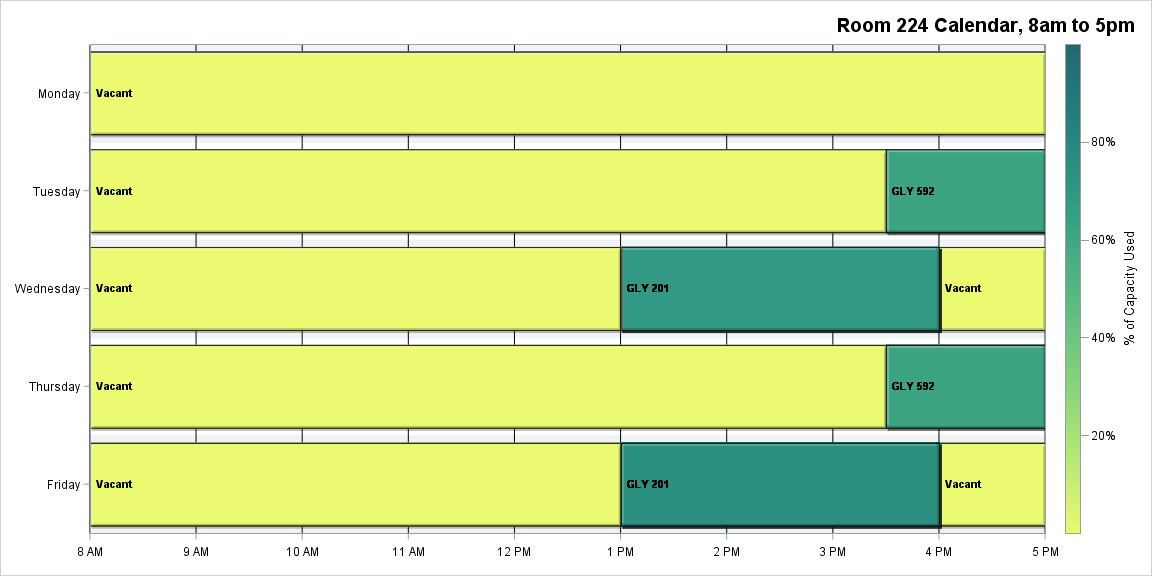 Room 224 Calendar, 8am to 5pm
Monday
Vacant
Tuesday
Vacant
GLY 592
Wednesday
Vacant
GLY 201
Vacant
Thursday
Vacant
GLY 592
Friday
Vacant
GLY 201
Vacant
8 AM
9 AM
10 AM
11 AM
12 PM
1 PM
2 PM
3 PM
4 PM
5 PM
80%
60%
40%
20%
% of Capacity Used